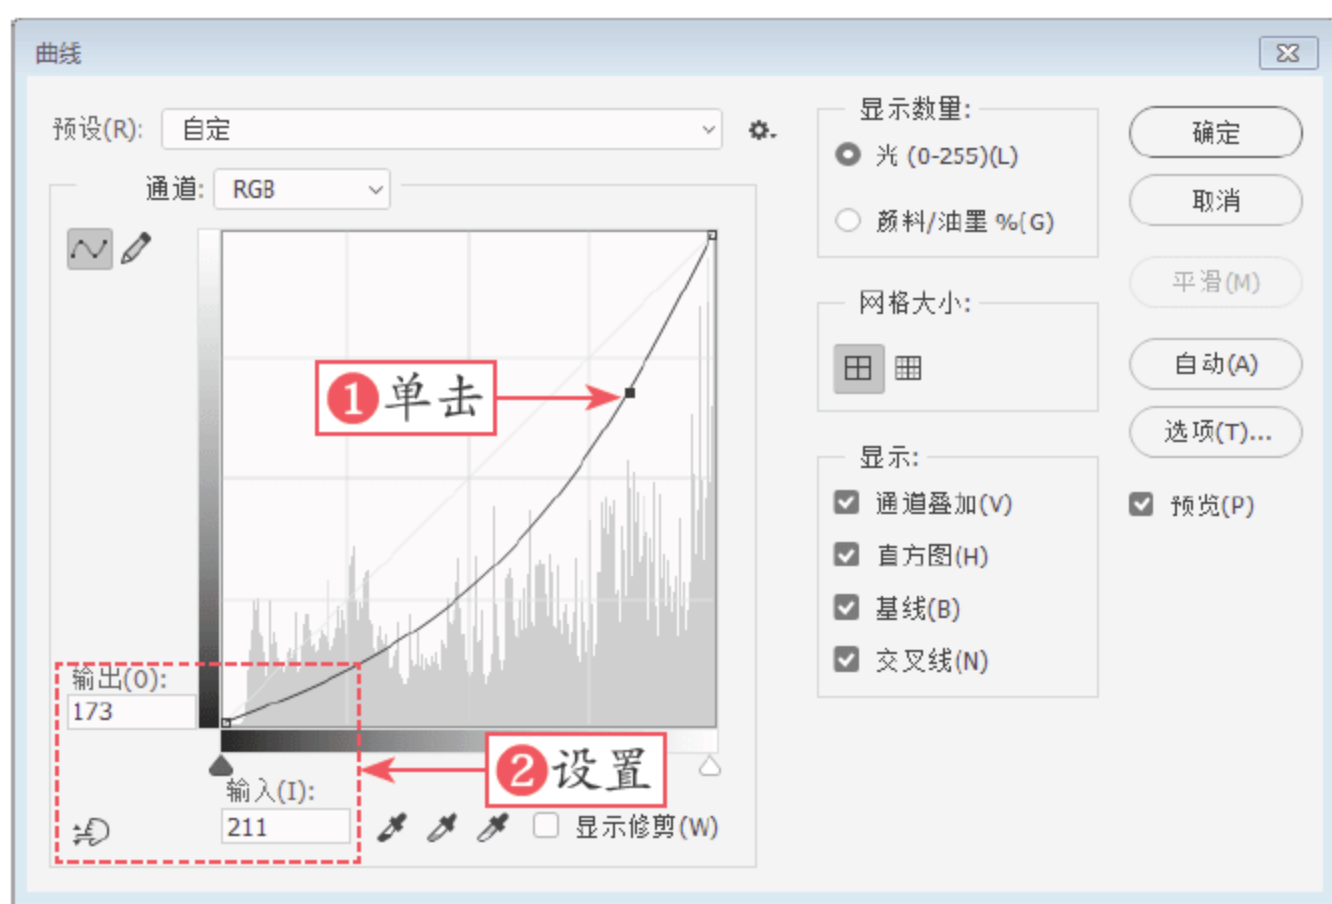 曲线
预设(R): 自定
通道: RGB
①单击
输出(O):
173
②设置
输入(I):
211
显示修剪(W)
显示数量:
光 (0-255)(L)
颜料/油墨 %(G)
网格大小:
显示:
通道叠加(V)
直方图(H)
基线(B)
交叉线(N)
确定
取消
平滑(M)
自动(A)
选项(T)...
预览(P)